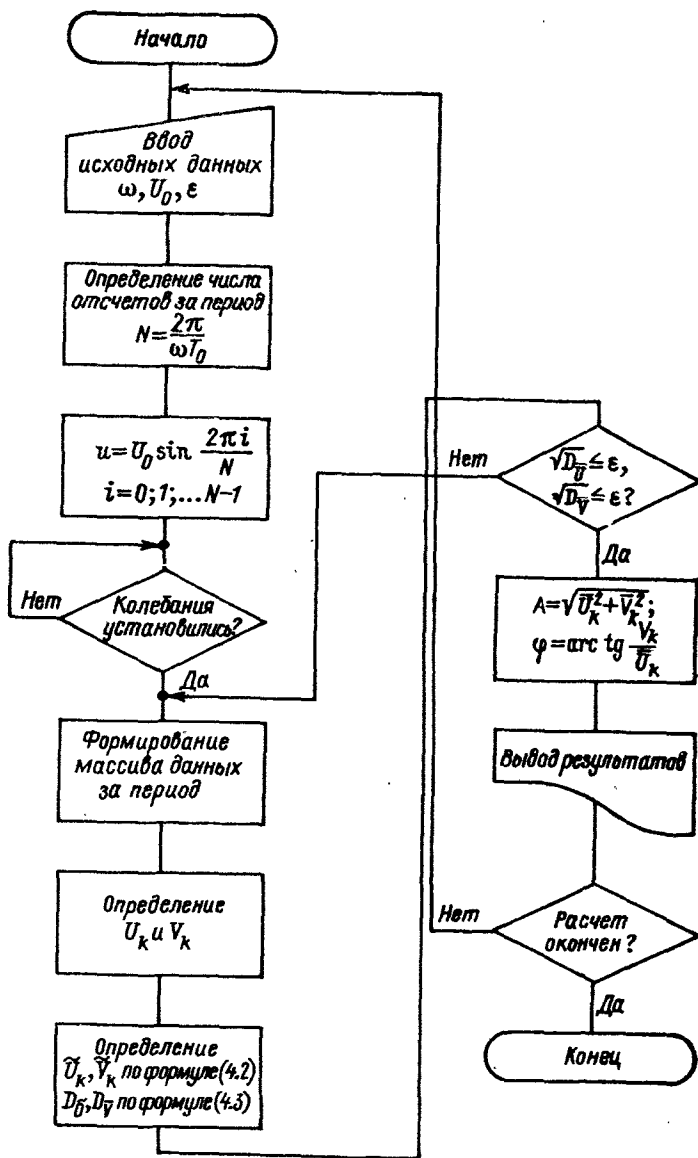 Начало
Ввод
исходных данных
ω, U₀, ε
Определение числа
отсчетов за период
N=2π/ωT₀
u=U₀ sin 2πi/N
i=0;1;...N-1
Нет
Колебания
установились?
Да
Формирование
массива данных
за период
Определение
U_k и V_k
Определение
Ũ_k, Ṽ_k по формуле(4.2)
D_Ū, D_V̄ по формуле(4.3)
Нет
√D_Ū ≤ ε,
√D_V̄ ≤ ε?
Да
A=√Ū_k²+V̄_k²;
φ=arc tg V̄_k/Ū_k
Вывод результатов
Нет
Расчет
окончен?
Да
Конец